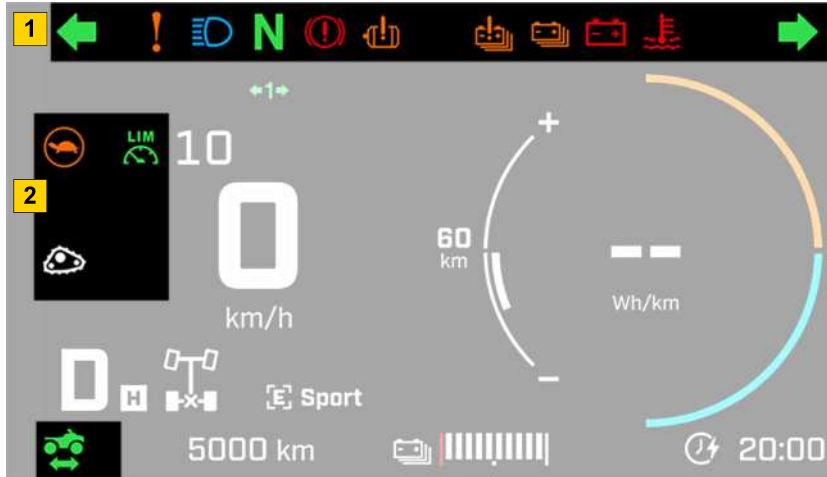 1
N
1
LIM
10
2
0
km/h
+
60
km
--
Wh/km
−
D
H
[E] Sport
5000 km
20:00